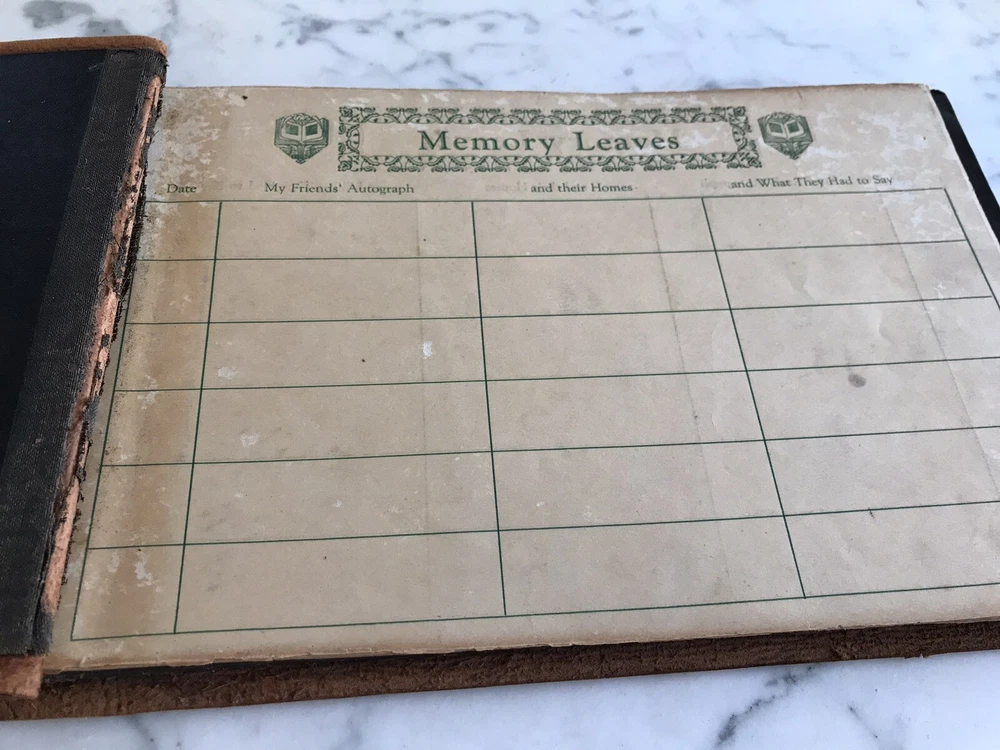 Memory Leaves
Date My Friends' Autograph and their Homes and What They Had to Say